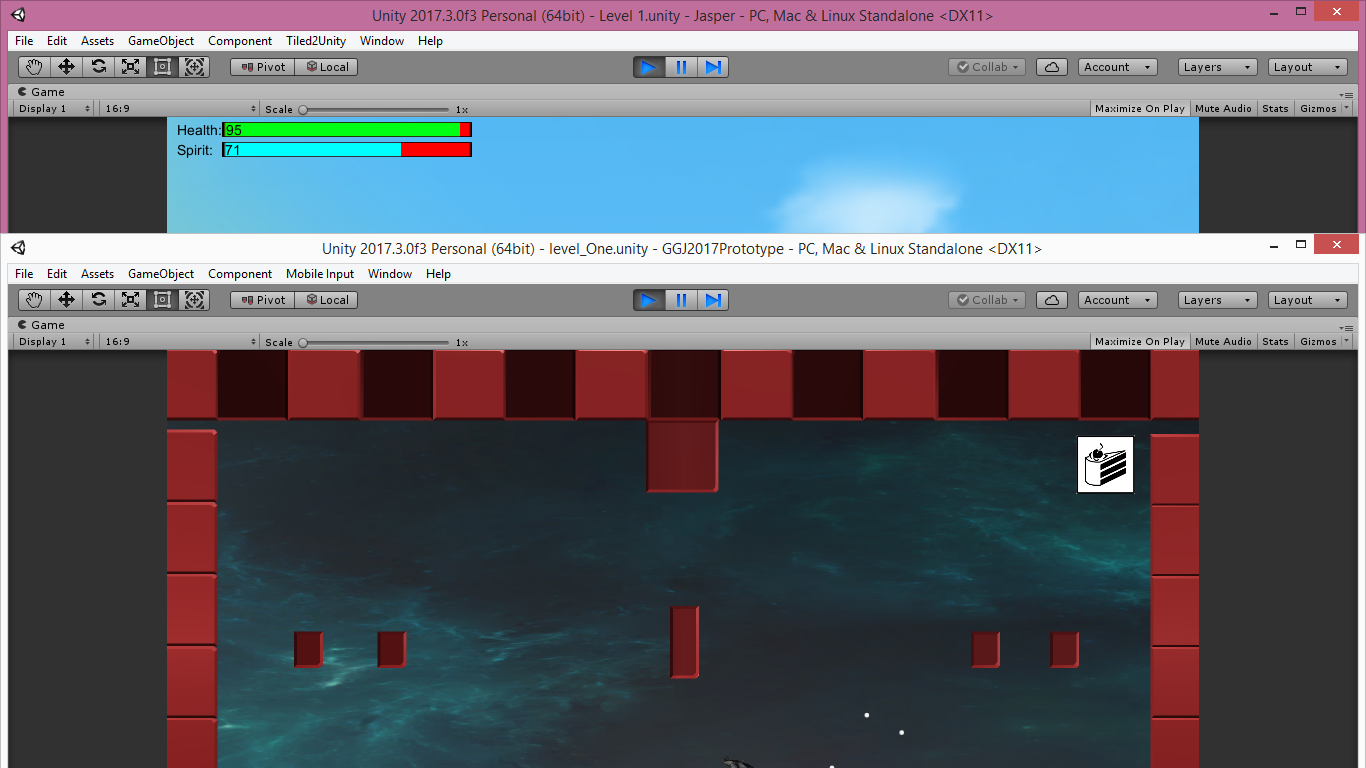 Unity 2017.3.0f3 Personal (64bit) - Level 1.unity - Jasper - PC, Mac & Linux Standalone <DX11>
File Edit Assets GameObject Component Tiled2Unity Window Help
Pivot Local Collab Account Layers Layout
Game
Display 1 16:9 Scale 1x Maximize On Play Mute Audio Stats Gizmos
Health: 95
Spirit: 71
Unity 2017.3.0f3 Personal (64bit) - level_One.unity - GGJ2017Prototype - PC, Mac & Linux Standalone <DX11>
File Edit Assets GameObject Component Mobile Input Window Help
Pivot Local Collab Account Layers Layout
Game
Display 1 16:9 Scale 1x Maximize On Play Mute Audio Stats Gizmos